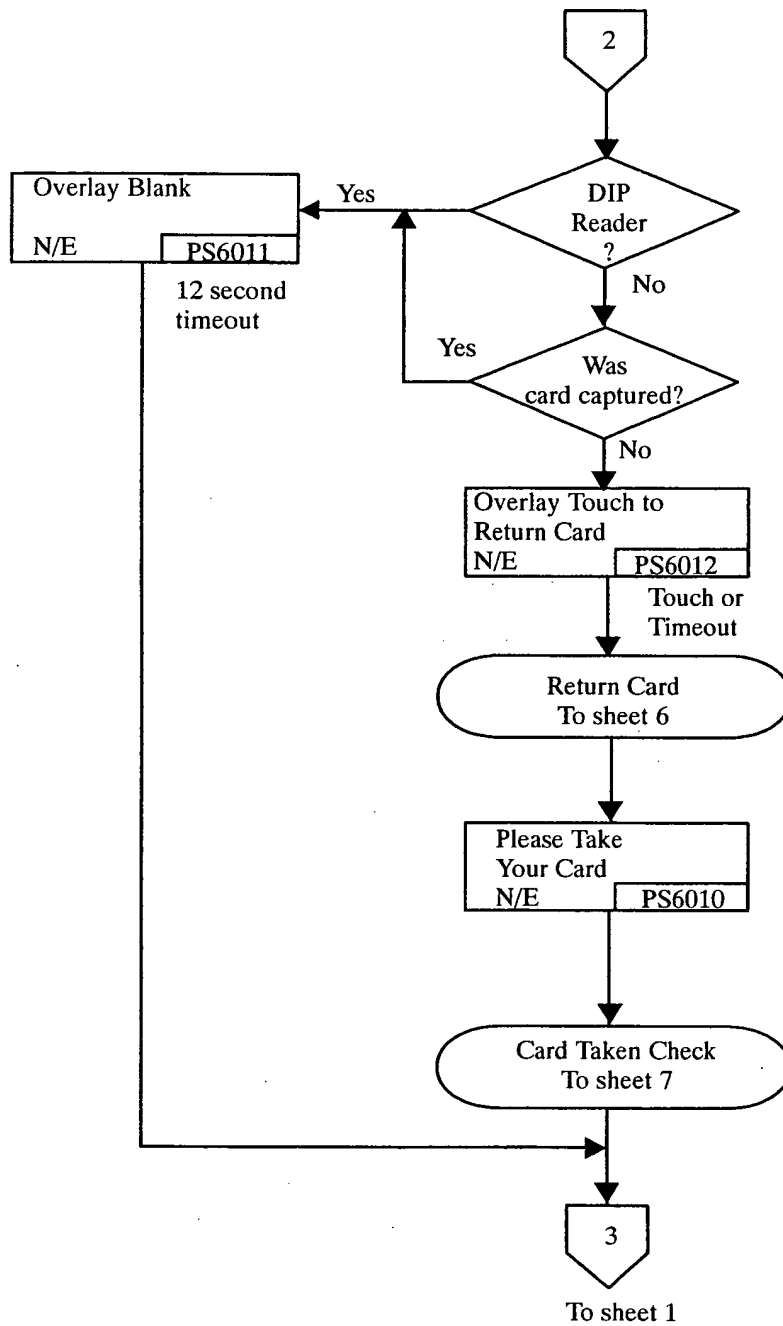 2
DIP
Reader
?
Yes
Overlay Blank
N/E
PS6011
12 second
timeout
No
Yes
Was
card captured?
No
Overlay Touch to
Return Card
N/E
PS6012
Touch or
Timeout
Return Card
To sheet 6
Please Take
Your Card
N/E
PS6010
Card Taken Check
To sheet 7
3
To sheet 1